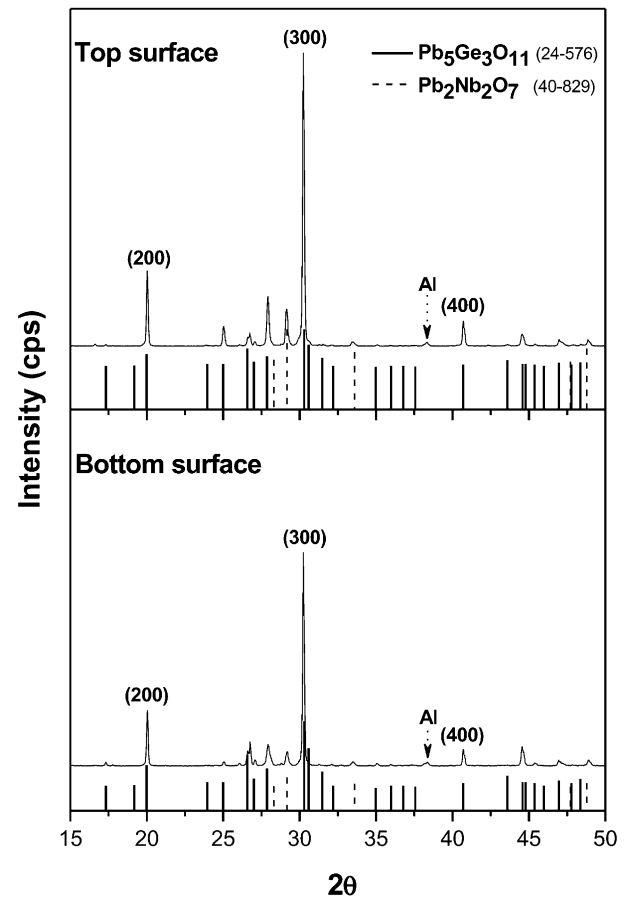 (300)
Top surface
Pb5Ge3O11 (24-576)
Pb2Nb2O7 (40-829)
(200)
Al
(400)
Bottom surface
(300)
(200)
Al
(400)
15 20 25 30 35 40 45 50
2θ
Intensity (cps)